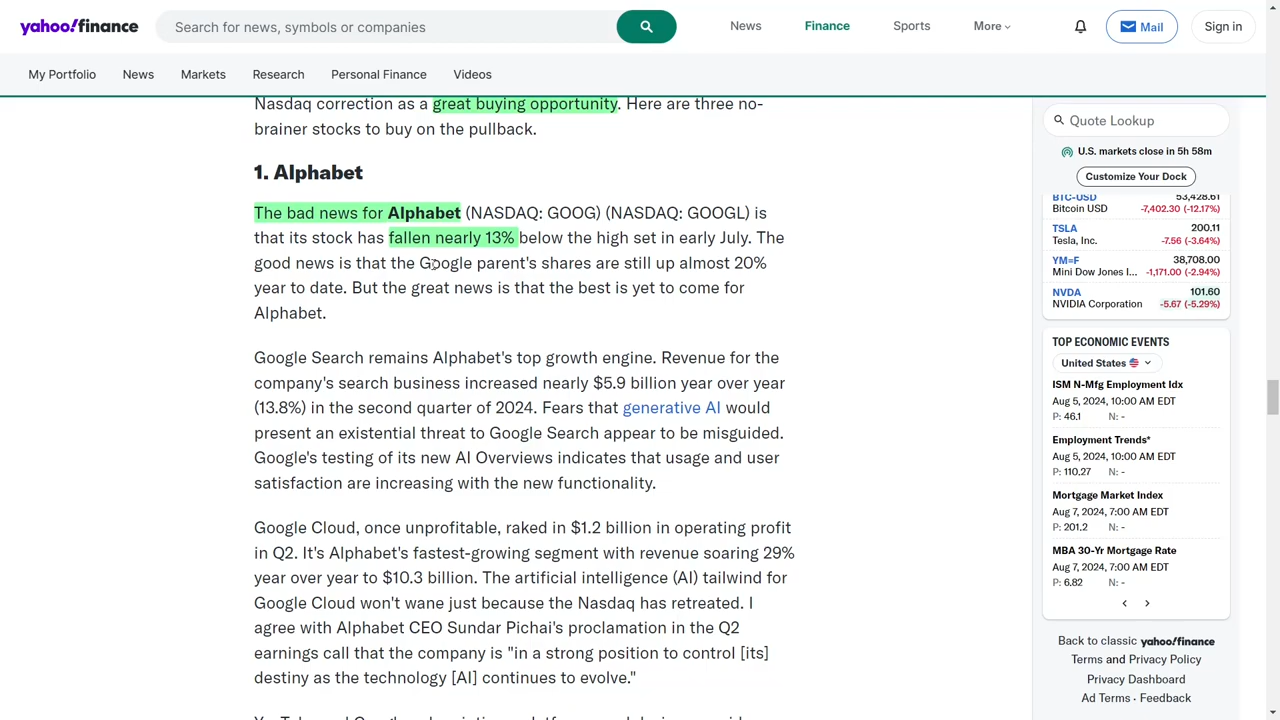 yahoo!finance
Search for news, symbols or companies
News
Finance
Sports
More
Mail
Sign in
My Portfolio
News
Markets
Research
Personal Finance
Videos
Nasdaq correction as a great buying opportunity. Here are three no-
brainer stocks to buy on the pullback.
1. Alphabet
The bad news for Alphabet (NASDAQ: GOOG) (NASDAQ: GOOGL) is
that its stock has fallen nearly 13% below the high set in early July. The
good news is that the Google parent's shares are still up almost 20%
year to date. But the great news is that the best is yet to come for
Alphabet.
Google Search remains Alphabet's top growth engine. Revenue for the
company's search business increased nearly $5.9 billion year over year
(13.8%) in the second quarter of 2024. Fears that generative AI would
present an existential threat to Google Search appear to be misguided.
Google's testing of its new AI Overviews indicates that usage and user
satisfaction are increasing with the new functionality.
Google Cloud, once unprofitable, raked in $1.2 billion in operating profit
in Q2. It's Alphabet's fastest-growing segment with revenue soaring 29%
year over year to $10.3 billion. The artificial intelligence (AI) tailwind for
Google Cloud won't wane just because the Nasdaq has retreated. I
agree with Alphabet CEO Sundar Pichai's proclamation in the Q2
earnings call that the company is "in a strong position to control [its]
destiny as the technology [AI] continues to evolve."
Quote Lookup
U.S. markets close in 5h 58m
Customize Your Dock
BTC-USD 53,428.61
Bitcoin USD -7,402.30 (-12.17%)
TSLA 200.11
Tesla, Inc. -7.56 (-3.64%)
YM=F 38,708.00
Mini Dow Jones I... -1,171.00 (-2.94%)
NVDA 101.60
NVIDIA Corporation -5.67 (-5.29%)
TOP ECONOMIC EVENTS
United States
ISM N-Mfg Employment Idx
Aug 5, 2024, 10:00 AM EDT
P: 46.1 N: -
Employment Trends*
Aug 5, 2024, 10:00 AM EDT
P: 110.27 N: -
Mortgage Market Index
Aug 7, 2024, 7:00 AM EDT
P: 201.2 N: -
MBA 30-Yr Mortgage Rate
Aug 7, 2024, 7:00 AM EDT
P: 6.82 N: -
Back to classic yahoo!finance
Terms and Privacy Policy
Privacy Dashboard
Ad Terms · Feedback